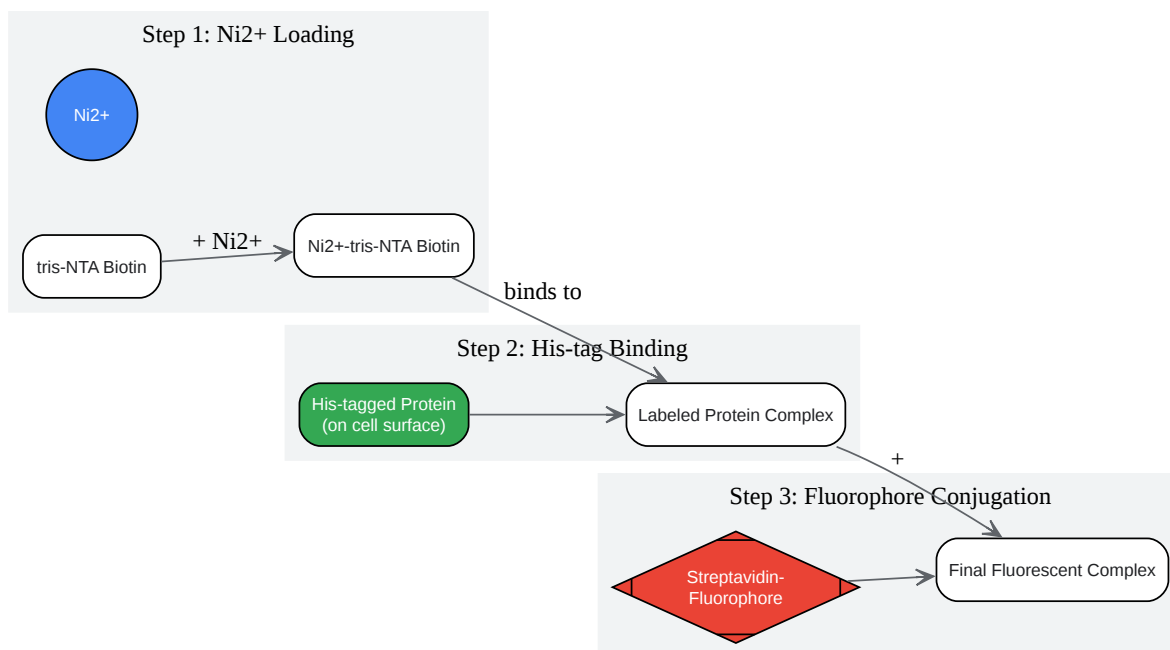 Step 1: Ni2+ Loading
Ni2+
tris-NTA Biotin
+ Ni2+
Ni2+-tris-NTA Biotin
binds to
Step 2: His-tag Binding
His-tagged Protein
(on cell surface)
Labeled Protein Complex
+
Step 3: Fluorophore Conjugation
Streptavidin-
Fluorophore
Final Fluorescent Complex